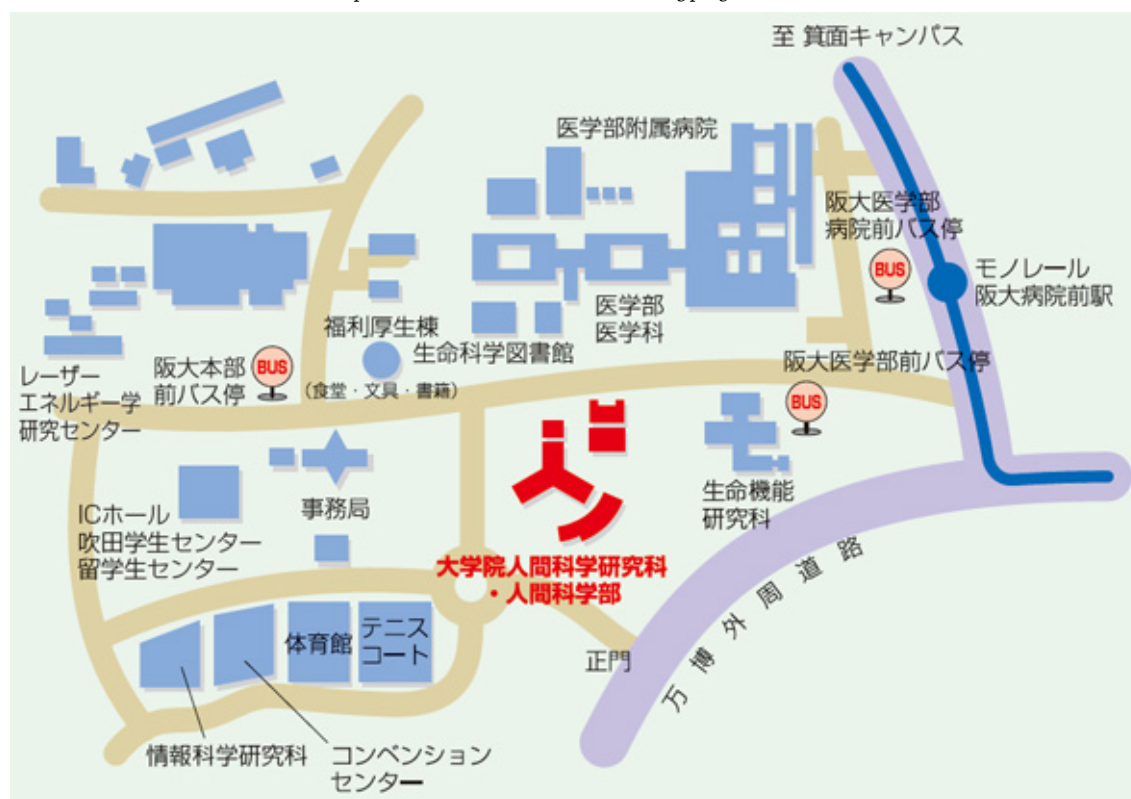 至 箕面キャンパス
医学部附属病院
阪大医学部
病院前バス停
BUS
モノレール
阪大病院前駅
医学部
医学科
福利厚生棟
生命科学図書館
阪大医学部前バス停
レーザー
エネルギー学
研究センター
阪大本部
前バス停
BUS
(食堂・文具・書籍)
BUS
事務局
生命機能
研究科
ICホール
吹田学生センター
留学生センター
大学院人間科学研究科
・人間科学部
万博外周道路
体育館
テニス
コート
正門
情報科学研究科
コンベンション
センター